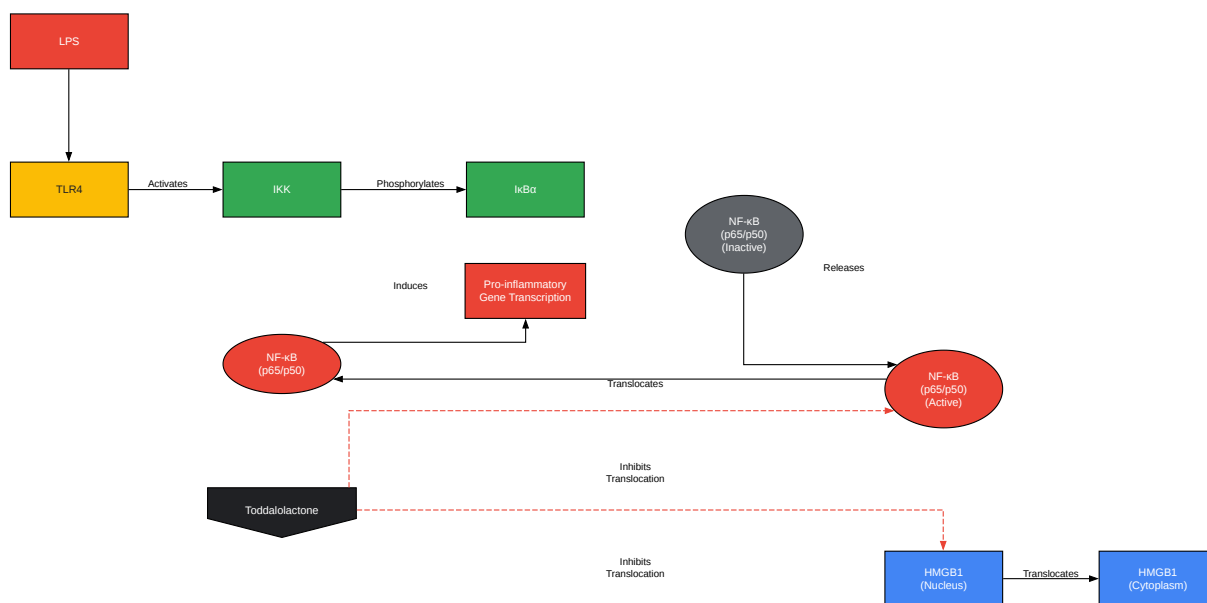 LPS
TLR4
Activates
IKK
Phosphorylates
IκBα
NF-κB
(p65/p50)
(Inactive)
Releases
Induces
Pro-inflammatory
Gene Transcription
NF-κB
(p65/p50)
Translocates
NF-κB
(p65/p50)
(Active)
Inhibits
Translocation
Toddalolactone
Inhibits
Translocation
HMGB1
(Nucleus)
Translocates
HMGB1
(Cytoplasm)